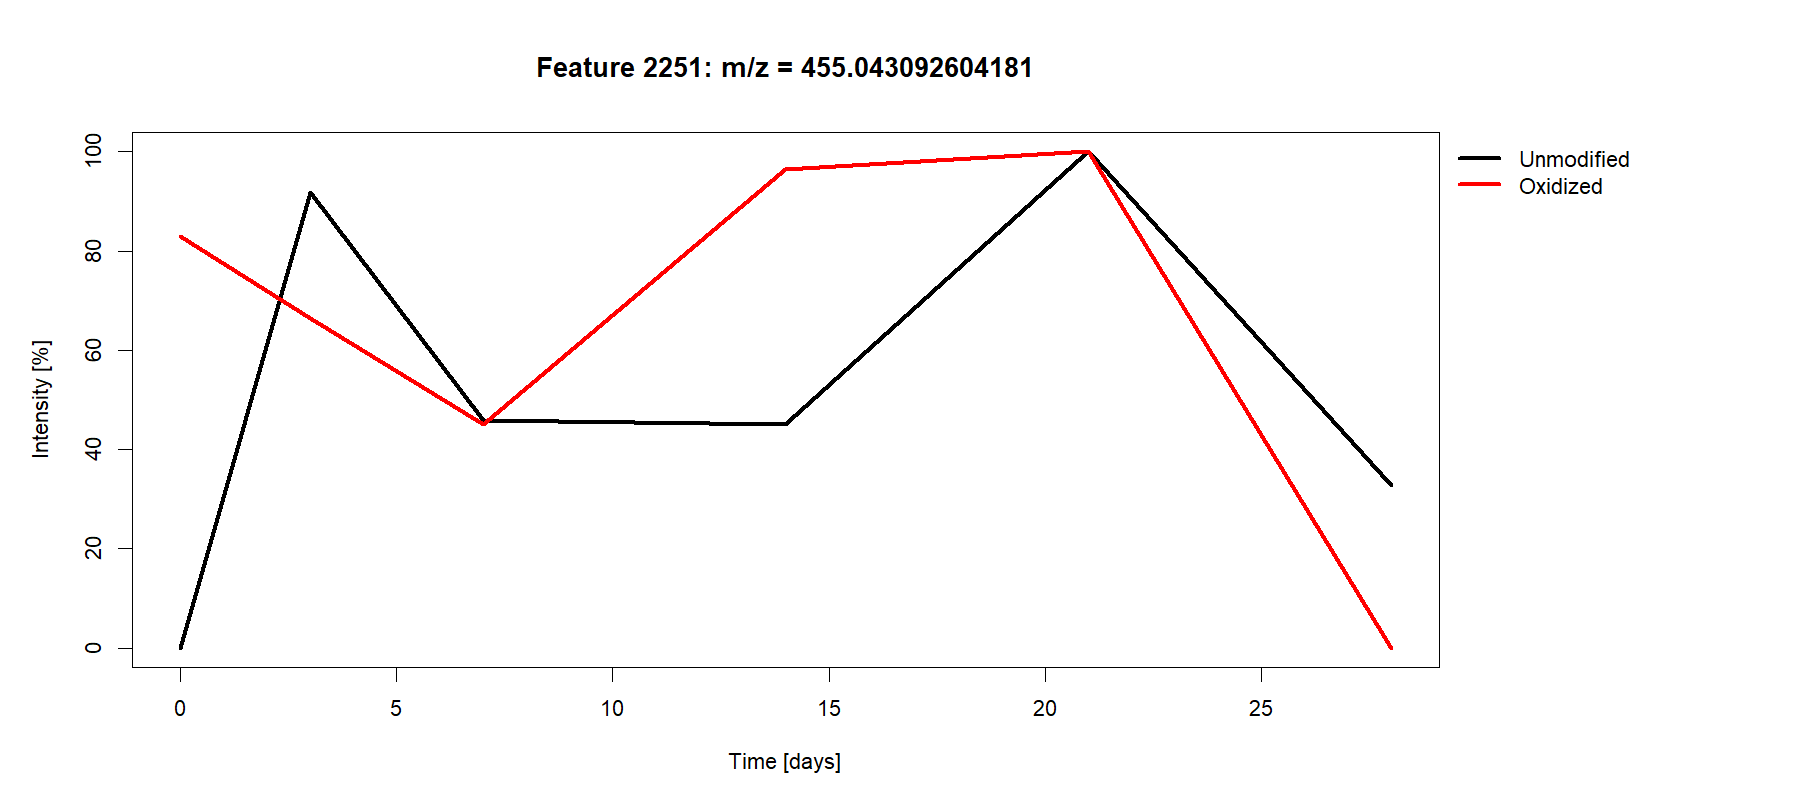 Feature 2251: m/z = 455.043092604181
Unmodified
Oxidized
Intensity [%]
100
80
60
40
20
0
0 5 10 15 20 25
Time [days]